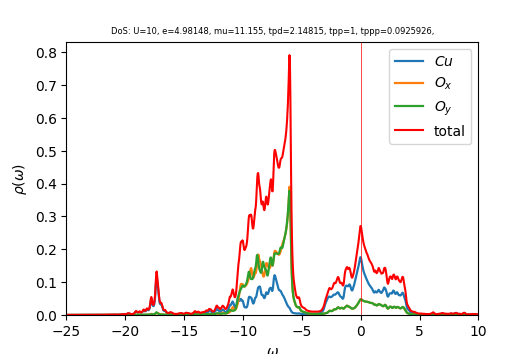 DoS: U=10, e=4.98148, mu=11.155, tpd=2.14815, tpp=1, tppp=0.0925926,
0.8
0.7
0.6
0.5
0.4
0.3
0.2
0.1
0.0
ρ(ω)
Cu
Oₓ
O_y
total
−25 −20 −15 −10 −5 0 5 10
ω